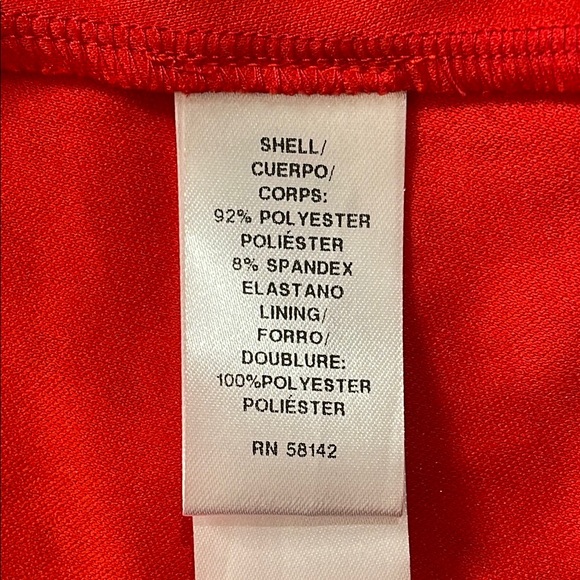 SHELL/
CUERPO/
CORPS:
92% POLYESTER
POLIÉSTER
8% SPANDEX
ELASTANO
LINING/
FORRO/
DOUBLURE:
100%POLYESTER
POLIÉSTER
RN 58142